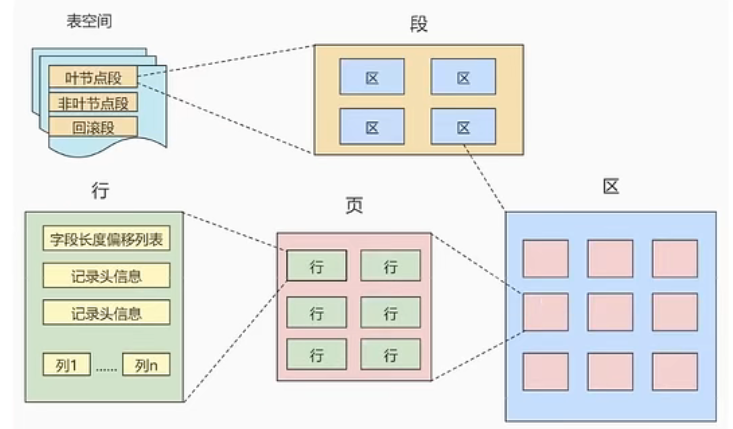 表空间
段
叶节点段
非叶节点段
回滚段
区
区
区
区
行
页
区
字段长度偏移列表
记录头信息
记录头信息
列1 ...... 列n
行
行
行
行
行
行